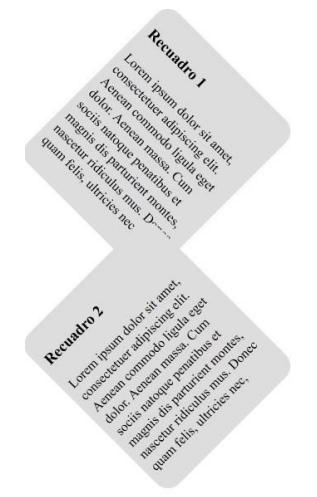 Recuadro 1
Lorem ipsum dolor sit amet,
consectetuer adipiscing elit.
Aenean commodo ligula eget
dolor. Aenean massa. Cum
sociis natoque penatibus et
magnis dis parturient montes,
nascetur ridiculus mus.
quam felis, ultricies nec
Recuadro 2
Lorem ipsum dolor sit amet,
consectetuer adipiscing elit.
Aenean commodo ligula eget
dolor. Aenean massa. Cum
sociis natoque penatibus et
magnis dis parturient montes,
nascetur ridiculus mus. Donec
quam felis, ultricies nec,